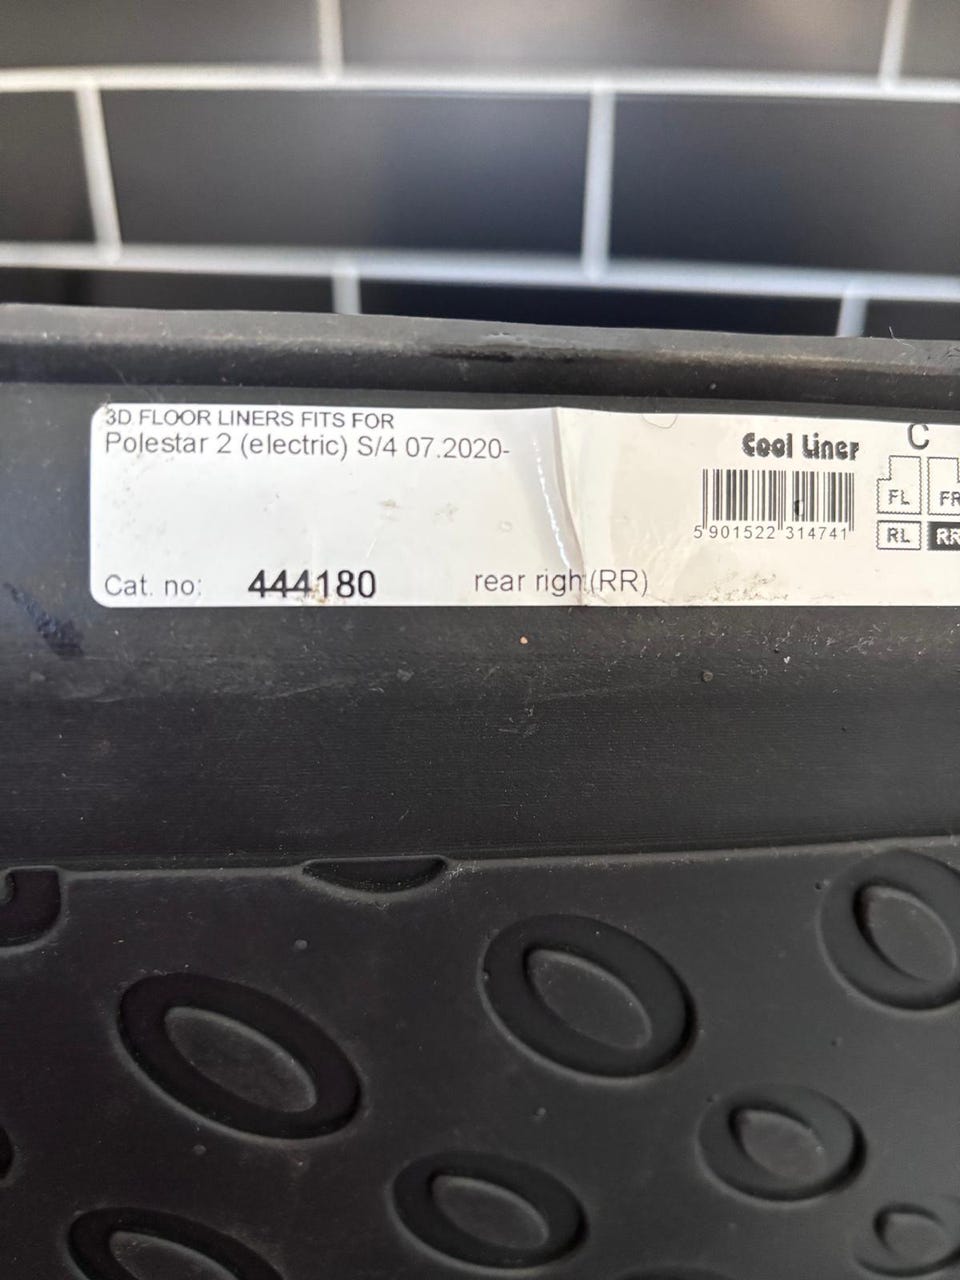 3D FLOOR LINERS FITS FOR
Polestar 2 (electric) S/4 07.2020-
Cool Liner
C
5 901522 314741
FL FR
RL RR
Cat. no: 444180 rear right(RR)